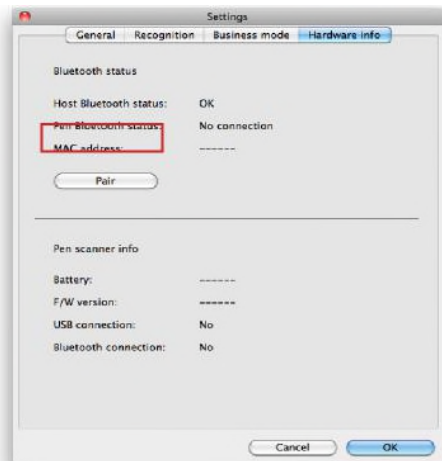 Settings
General Recognition Business mode Hardware info
Bluetooth status
Host Bluetooth status: OK
Pen Bluetooth status: No connection
MAC address: ------
Pair
Pen scanner info
Battery: ------
F/W version: ------
USB connection: No
Bluetooth connection: No
Cancel OK